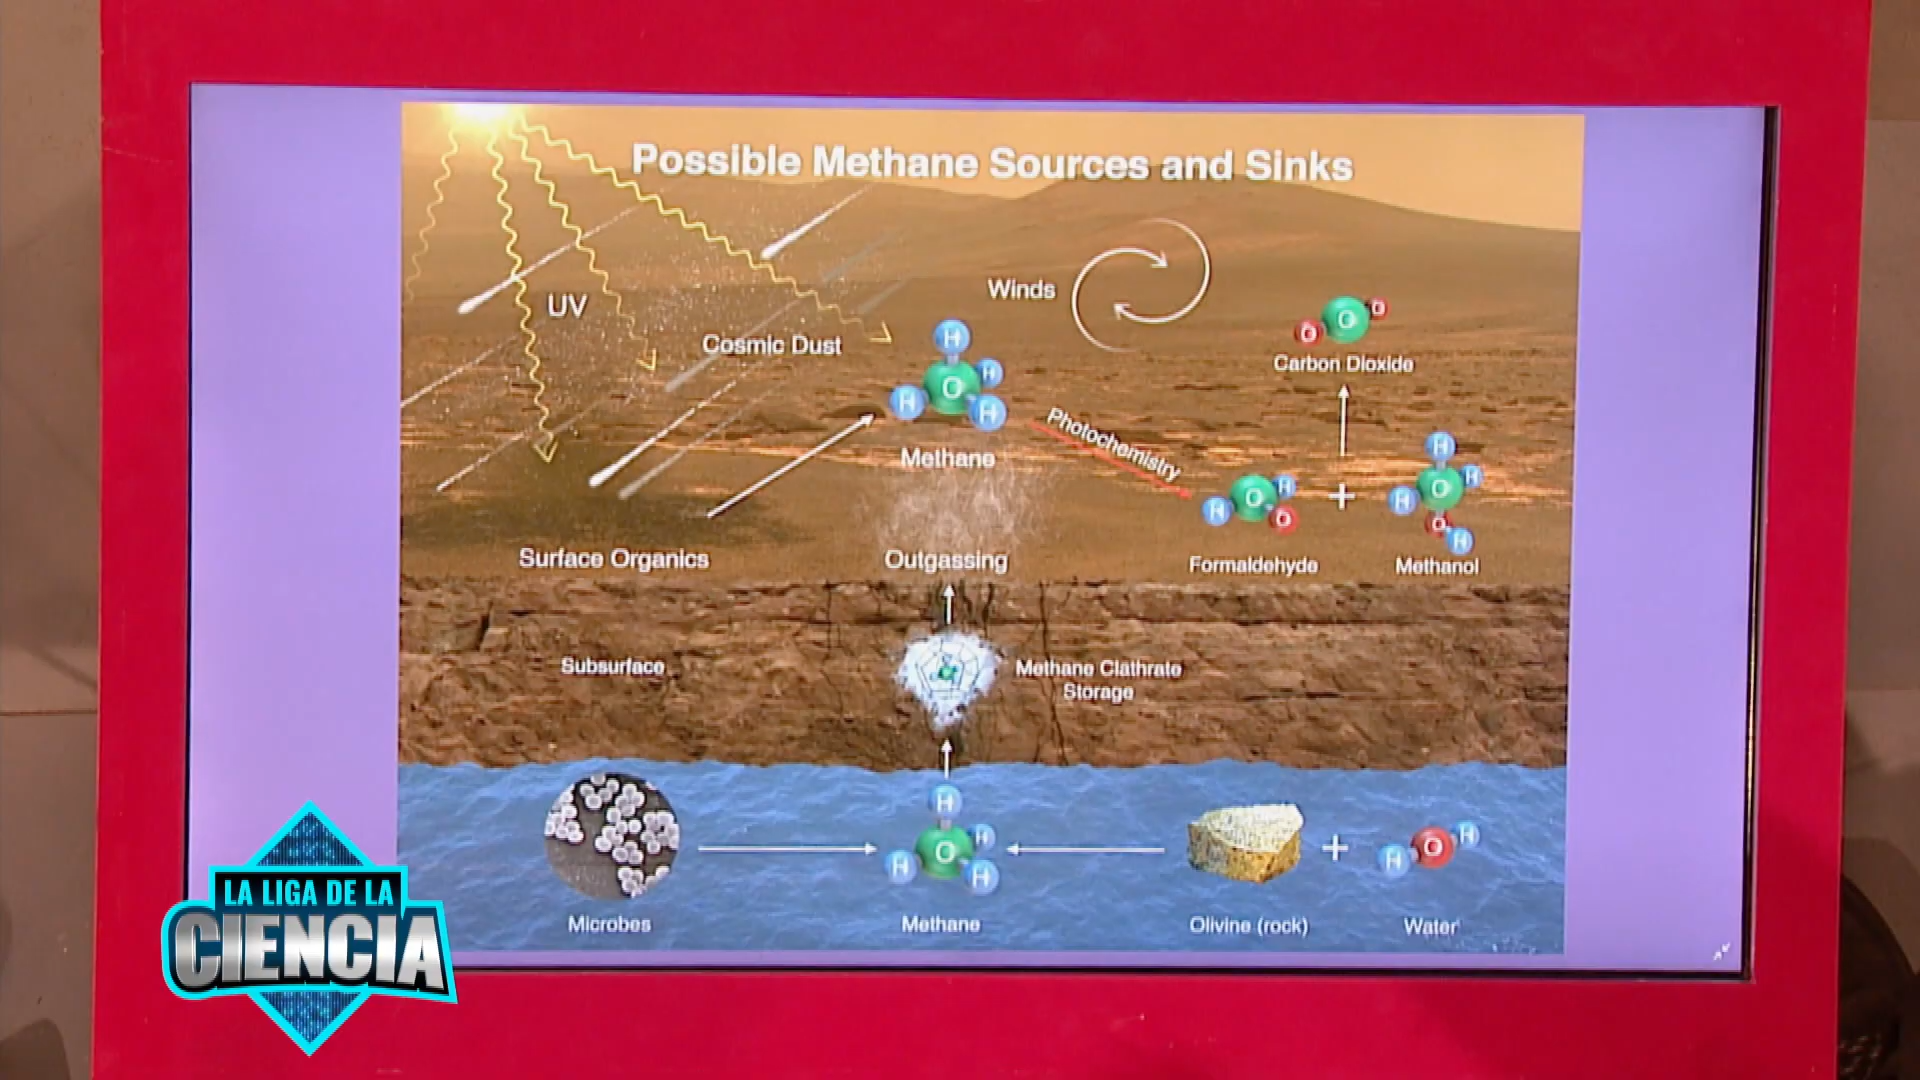 Possible Methane Sources and Sinks
UV
Winds
Cosmic Dust
H
H
C
H
H
Methane
O
C
O
Carbon Dioxide
Photochemistry
H
C
H
O
Formaldehyde
+
H
H
C
H
O
H
Methanol
Surface Organics
Outgassing
Subsurface
Methane Clathrate
Storage
Microbes
H
H
C
H
H
Methane
Olivine (rock)
+
H
O
H
Water
LA LIGA DE LA
CIENCIA